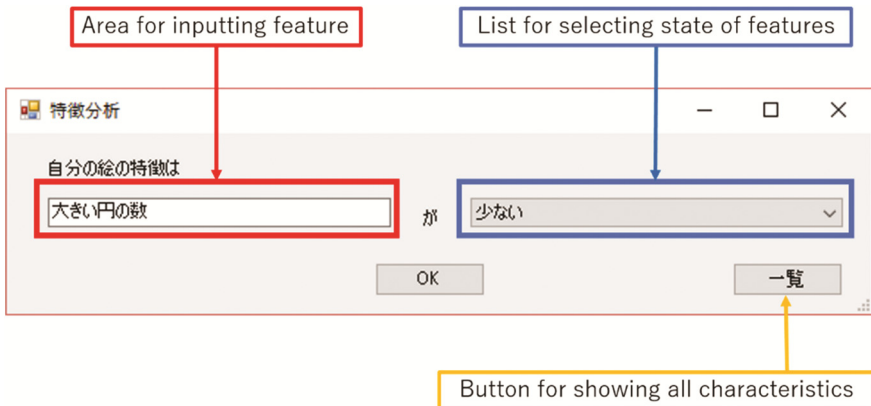 Area for inputting feature
List for selecting state of features
特徴分析
自分の絵の特徴は
大きい円の数
が
少ない
OK
一覧
Button for showing all characteristics